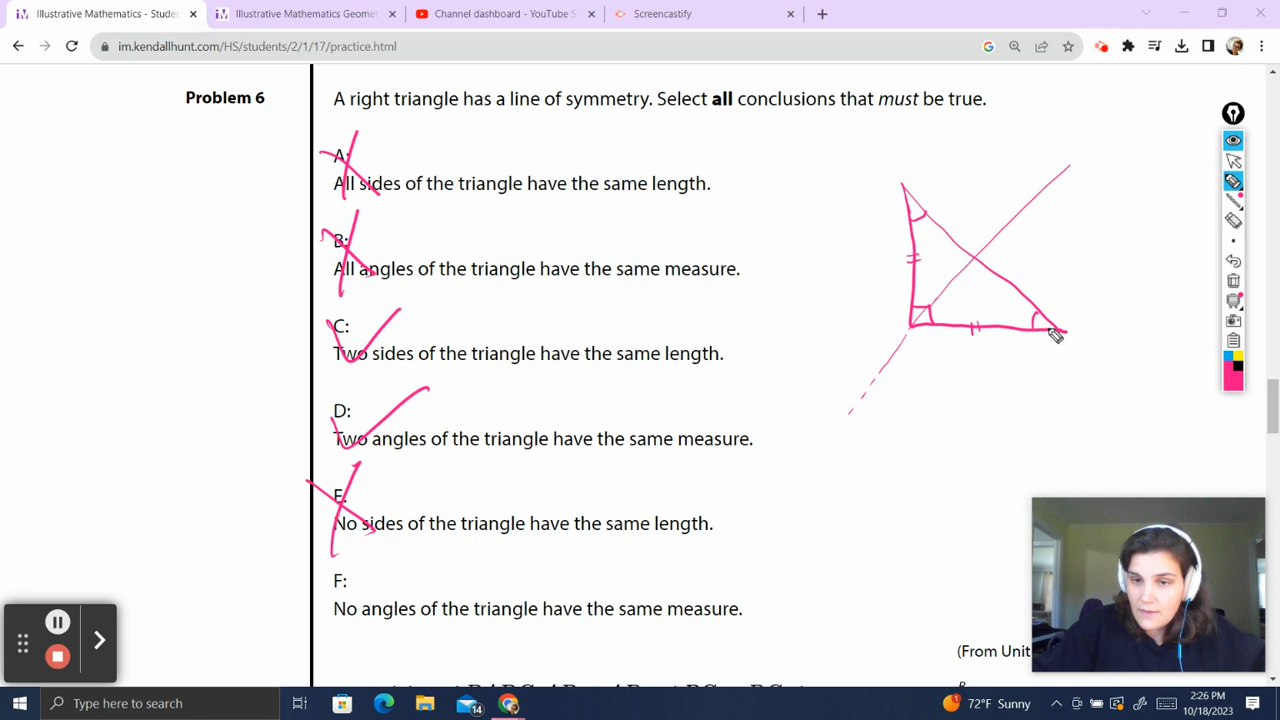 Illustrative Mathematics - Studen
Illustrative Mathematics Geomet
Channel dashboard - YouTube S
Screencastify
im.kendallhunt.com/HS/students/2/1/17/practice.html
Problem 6
A right triangle has a line of symmetry. Select all conclusions that must be true.
A:
All sides of the triangle have the same length.
B:
All angles of the triangle have the same measure.
C:
Two sides of the triangle have the same length.
D:
Two angles of the triangle have the same measure.
E:
No sides of the triangle have the same length.
F:
No angles of the triangle have the same measure.
(From Unit
Type here to search
14
72°F Sunny
2:26 PM
10/18/2023